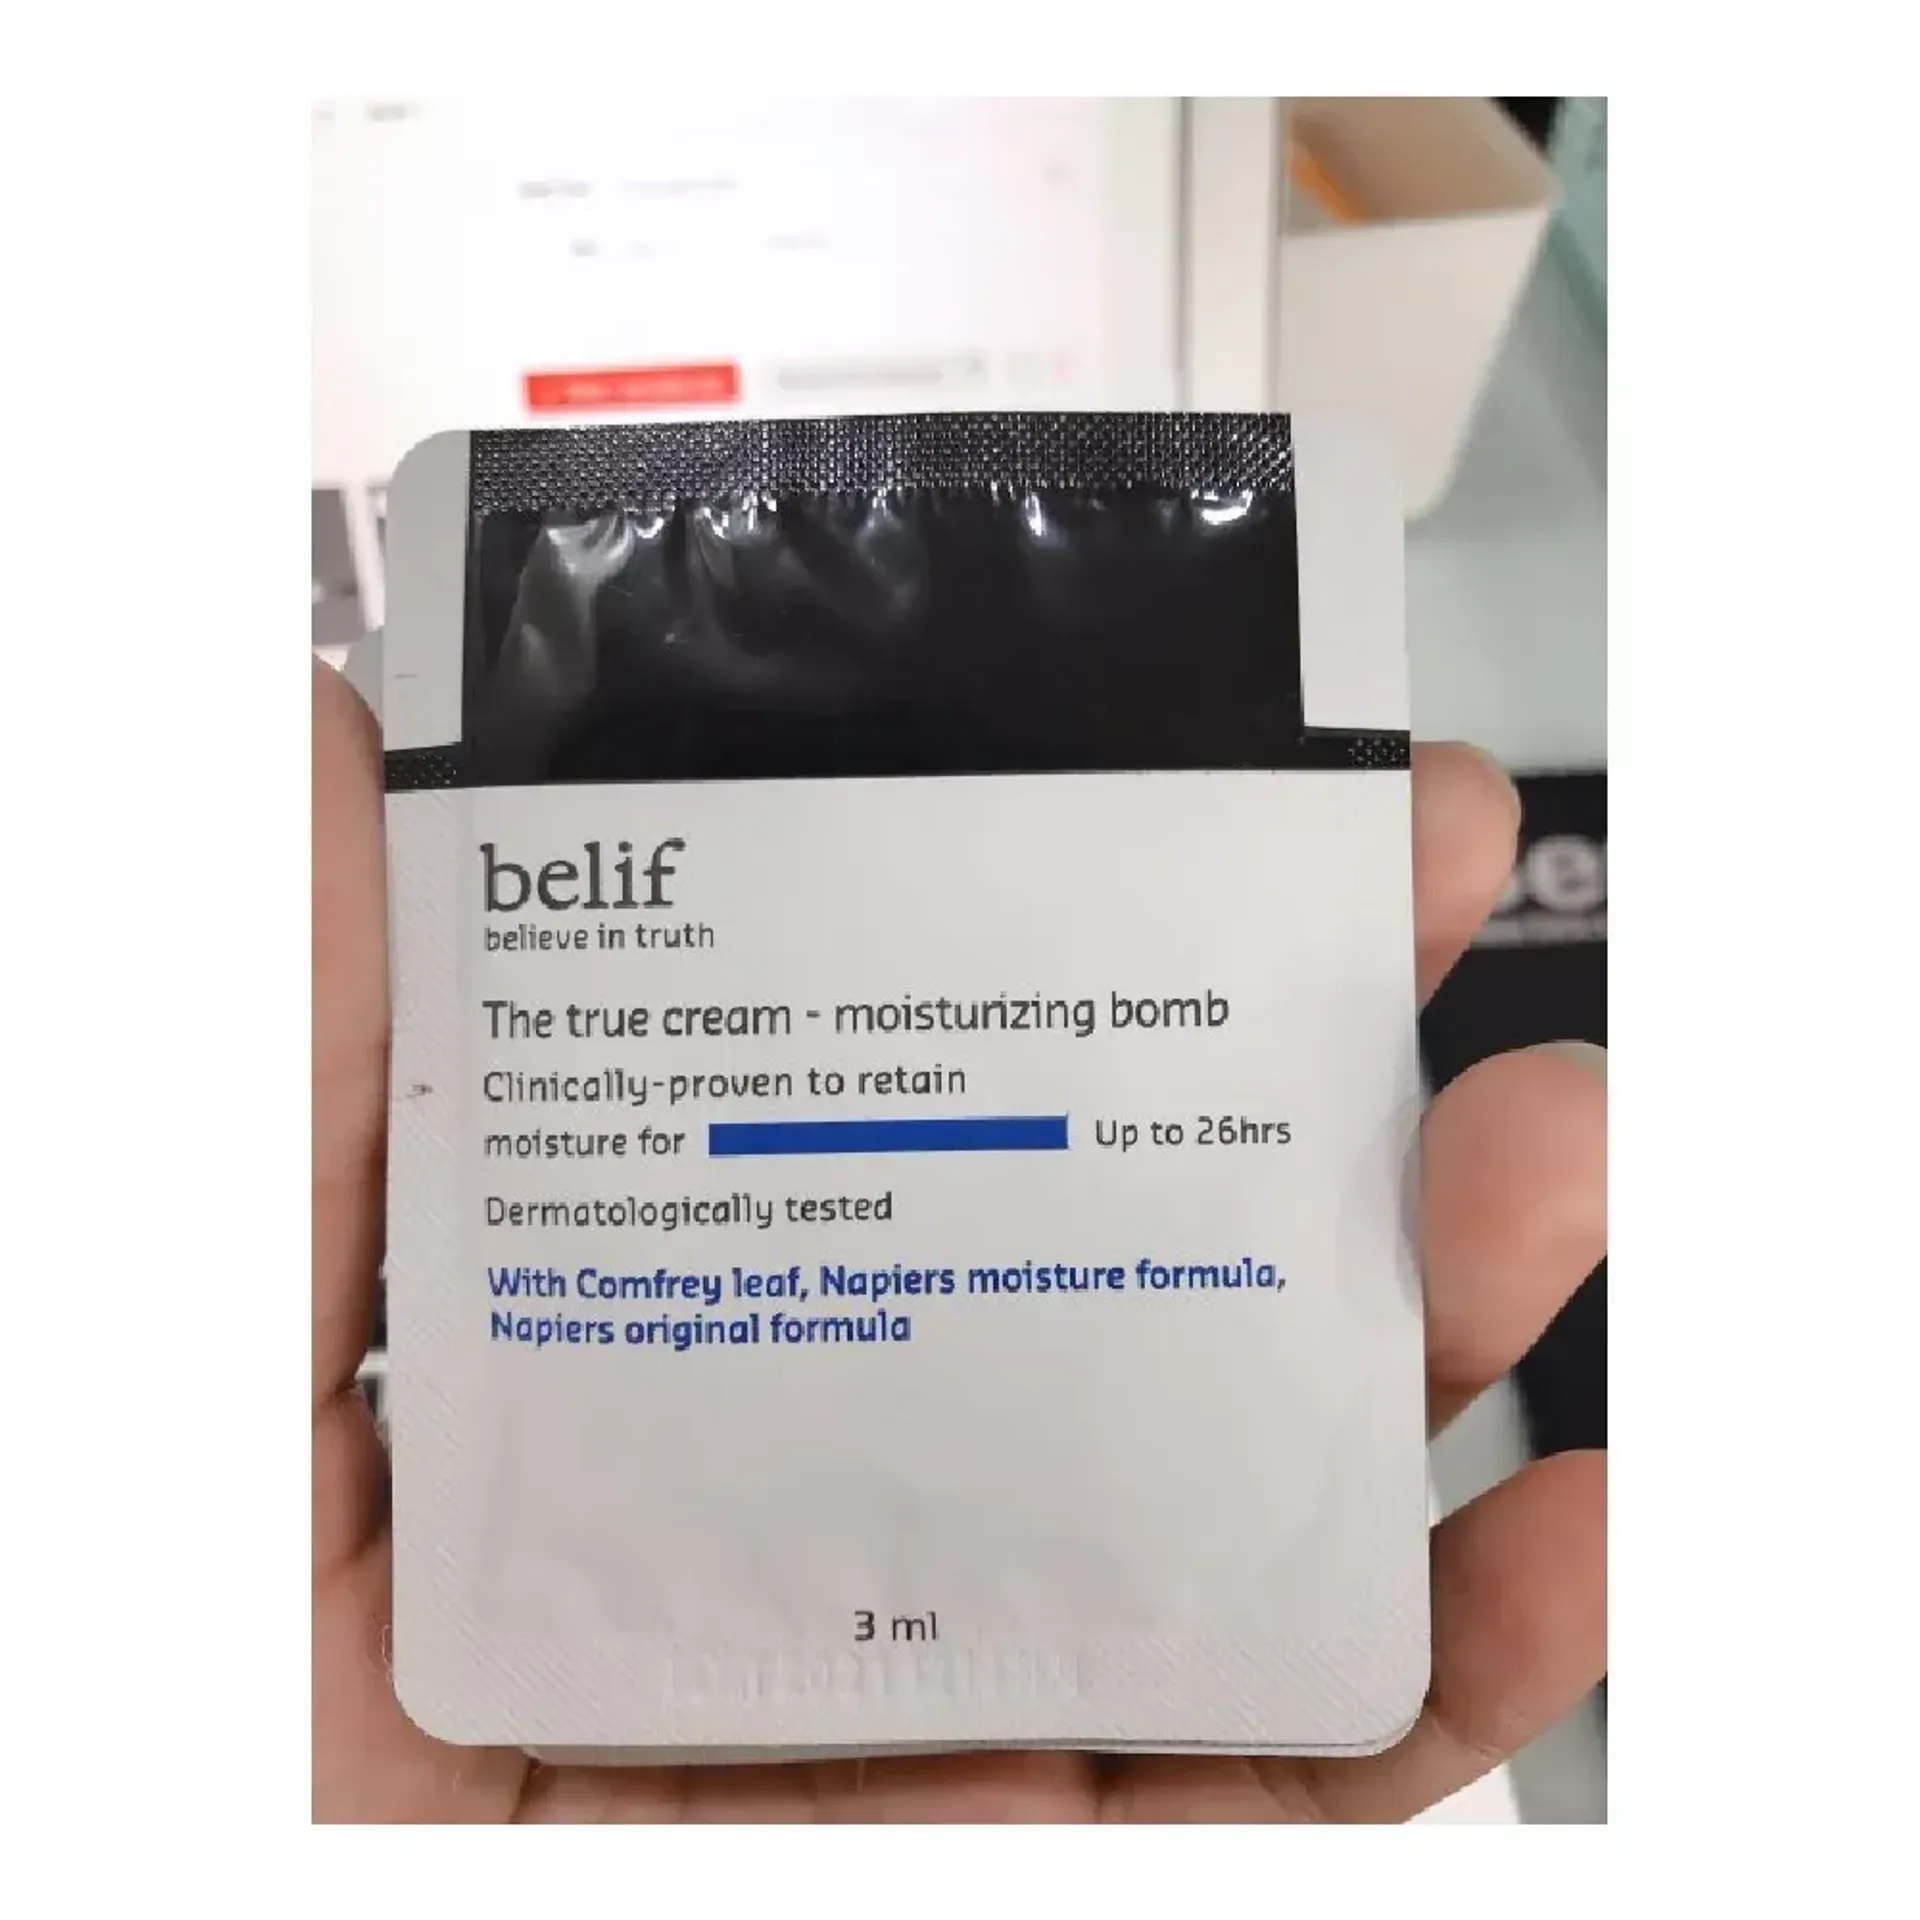 belif
believe in truth
The true cream - moisturizing bomb
Clinically-proven to retain
moisture for Up to 26hrs
Dermatologically tested
With Comfrey leaf, Napiers moisture formula,
Napiers original formula
3 ml